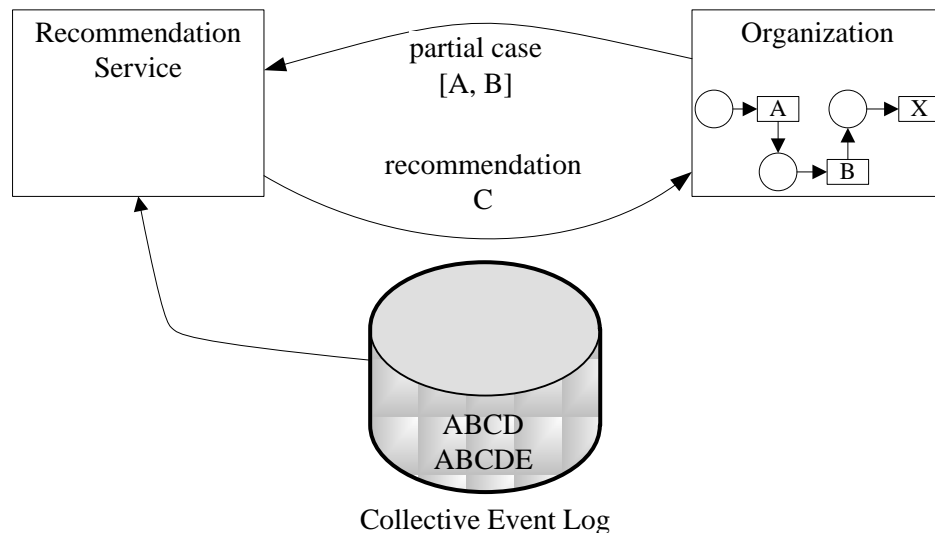 Recommendation
Service
partial case
[A, B]
recommendation
C
Organization
A
X
B
ABCD
ABCDE
Collective Event Log